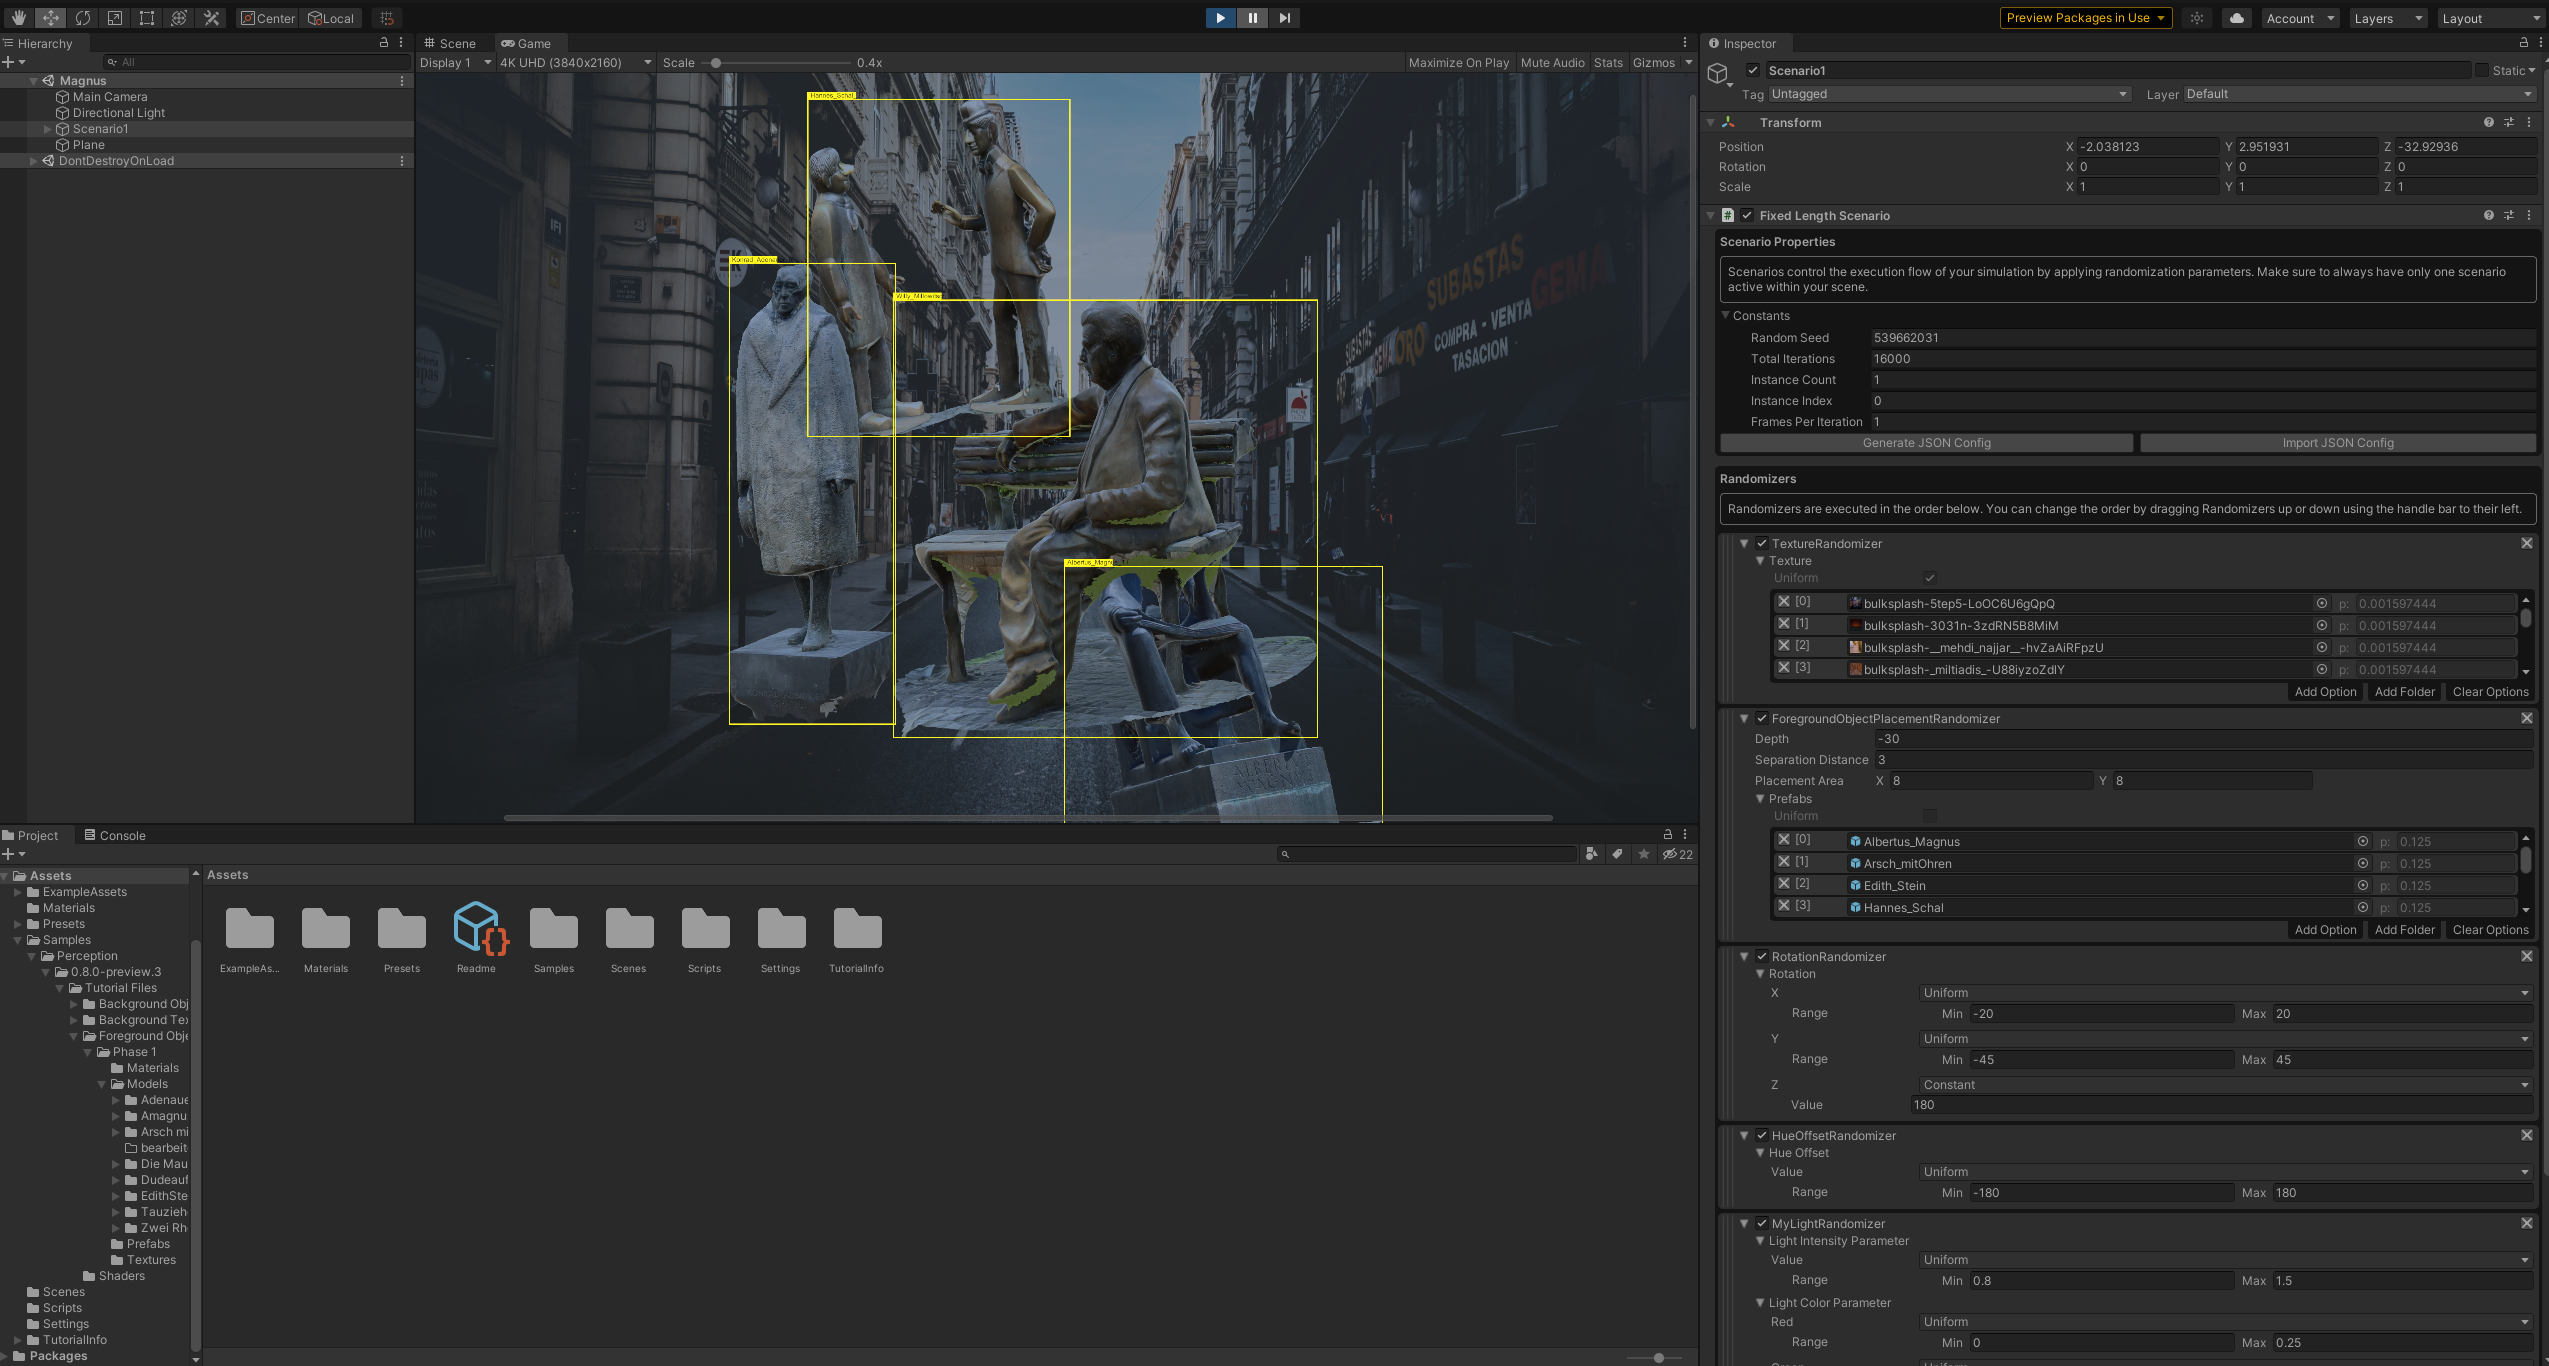 Center
Local
Preview Packages in Use
Account
Layers
Layout
Hierarchy
All
Magnus
Main Camera
Directional Light
Scenario1
Plane
DontDestroyOnLoad
Scene
Game
Display 1
4K UHD (3840x2160)
Scale
0.4x
Maximize On Play
Mute Audio
Stats
Gizmos
Hannes_Schal
Konrad_Adenau
Willy_Millowitsc
Albertus_Magn
SUBASTAS
GEMA
ORO
COMPRA - VENTA
TASACION
SUBASTAS
GEMA
Inspector
Scenario1
Static
Tag Untagged
Layer Default
Transform
Position X -2.038123 Y 2.951931 Z -32.92936
Rotation X 0 Y 0 Z 0
Scale X 1 Y 1 Z 1
Fixed Length Scenario
Scenario Properties
Scenarios control the execution flow of your simulation by applying randomization parameters. Make sure to always have only one scenario
active within your scene.
Constants
Random Seed 539662031
Total Iterations 16000
Instance Count 1
Instance Index 0
Frames Per Iteration 1
Generate JSON Config
Import JSON Config
Randomizers
Randomizers are executed in the order below. You can change the order by dragging Randomizers up or down using the handle bar to their left.
TextureRandomizer
Texture
Uniform
[0] bulksplash-5tep5-LoOC6U6gQpQ p: 0.001597444
[1] bulksplash-3031n-3zdRN5B8MiM p: 0.001597444
[2] bulksplash-__mehdi_najjar__-hvZaAiRFpzU p: 0.001597444
[3] bulksplash-_miltiadis_-U88iyzoZdlY p: 0.001597444
Add Option
Add Folder
Clear Options
ForegroundObjectPlacementRandomizer
Depth -30
Separation Distance 3
Placement Area X 8 Y 8
Prefabs
Uniform
[0] Albertus_Magnus p: 0.125
[1] Arsch_mitOhren p: 0.125
[2] Edith_Stein p: 0.125
[3] Hannes_Schal p: 0.125
Add Option
Add Folder
Clear Options
RotationRandomizer
Rotation
X Uniform
Range Min -20 Max 20
Y Uniform
Range Min -45 Max 45
Z Constant
Value 180
HueOffsetRandomizer
Hue Offset
Value Uniform
Range Min -180 Max 180
MyLightRandomizer
Light Intensity Parameter
Value Uniform
Range Min 0.8 Max 1.5
Light Color Parameter
Red Uniform
Range Min 0 Max 0.25
Project
Console
22
Assets
ExampleAssets
Materials
Presets
Samples
Perception
0.8.0-preview.3
Tutorial Files
Background Obj
Background Tex
Foreground Obje
Phase 1
Materials
Models
Adenaue
Amagnu
Arsch mi
bearbeit
Die Mau
Dudeauf
EdithSte
Tauzieh
Zwei Rh
Prefabs
Textures
Shaders
Scenes
Scripts
Settings
TutorialInfo
Packages
Assets
ExampleAs...
Materials
Presets
Readme
Samples
Scenes
Scripts
Settings
TutorialInfo